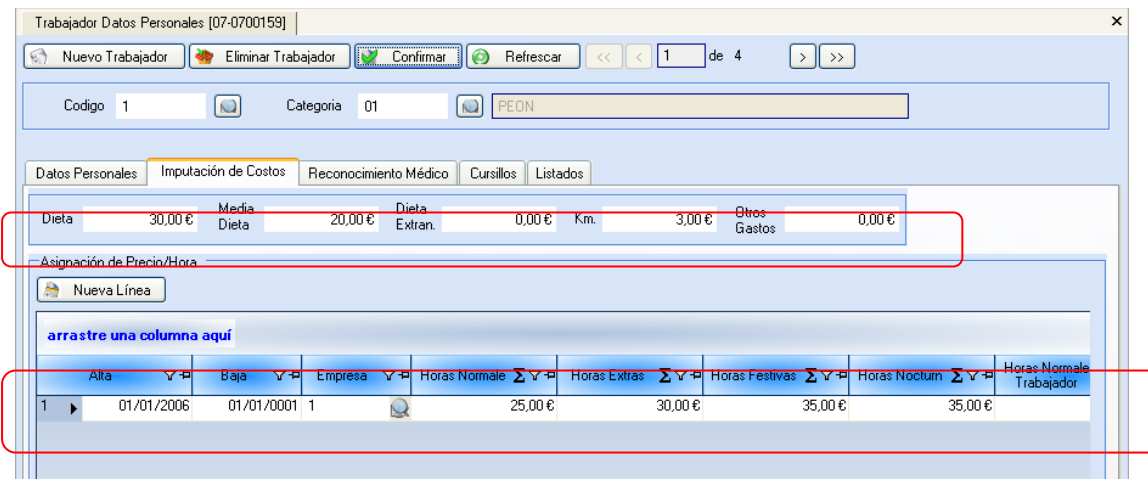 Trabajador Datos Personales [07-0700159]
Nuevo Trabajador Eliminar Trabajador Confirmar Refrescar << < 1 de 4 > >>
Codigo 1 Categoria 01 PEON
Datos Personales Imputación de Costos Reconocimiento Médico Cursillos Listados
Dieta 30,00 € Media Dieta 20,00 € Dieta Extran. 0,00 € Km. 3,00 € Otros Gastos 0,00 €
Asignación de Precio/Hora
Nueva Línea
arrastre una columna aquí
Alta Baja Empresa Horas Normale Σ Horas Extras Σ Horas Festivas Σ Horas Nocturn Σ Horas Normale Trabajador
1 01/01/2006 01/01/0001 1 25,00 € 30,00 € 35,00 € 35,00 €